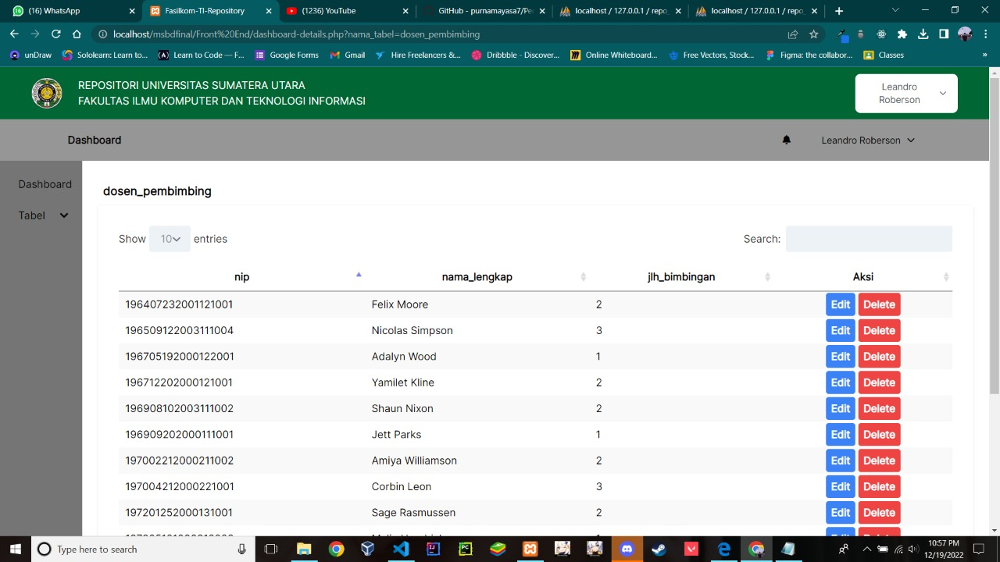 (16) WhatsApp
Fasilkom-TI-Repository
(1236) YouTube
GitHub - purnamayasa7/Pe
localhost / 127.0.0.1 / repo_
localhost / 127.0.0.1 / repo_
localhost/msbdfinal/Front%20End/dashboard-details.php?nama_tabel=dosen_pembimbing
unDraw
Sololearn: Learn to...
Learn to Code — F...
Google Forms
Gmail
Hire Freelancers &...
Dribbble - Discover...
Online Whiteboard...
Free Vectors, Stock...
Figma: the collabor...
Classes
»
REPOSITORI UNIVERSITAS SUMATERA UTARA
FAKULTAS ILMU KOMPUTER DAN TEKNOLOGI INFORMASI
Leandro
Roberson
Dashboard
Leandro Roberson
Dashboard
Tabel
dosen_pembimbing
Show 10 entries
Search:
nip nama_lengkap jlh_bimbingan Aksi
196407232001121001 Felix Moore 2 Edit Delete
196509122003111004 Nicolas Simpson 3 Edit Delete
196705192000122001 Adalyn Wood 1 Edit Delete
196712202000121001 Yamilet Kline 2 Edit Delete
196908102003111002 Shaun Nixon 2 Edit Delete
196909202000111001 Jett Parks 1 Edit Delete
197002212000211002 Amiya Williamson 2 Edit Delete
197004212000221001 Corbin Leon 3 Edit Delete
197201252000131001 Sage Rasmussen 2 Edit Delete
Type here to search
10:57 PM
12/19/2022